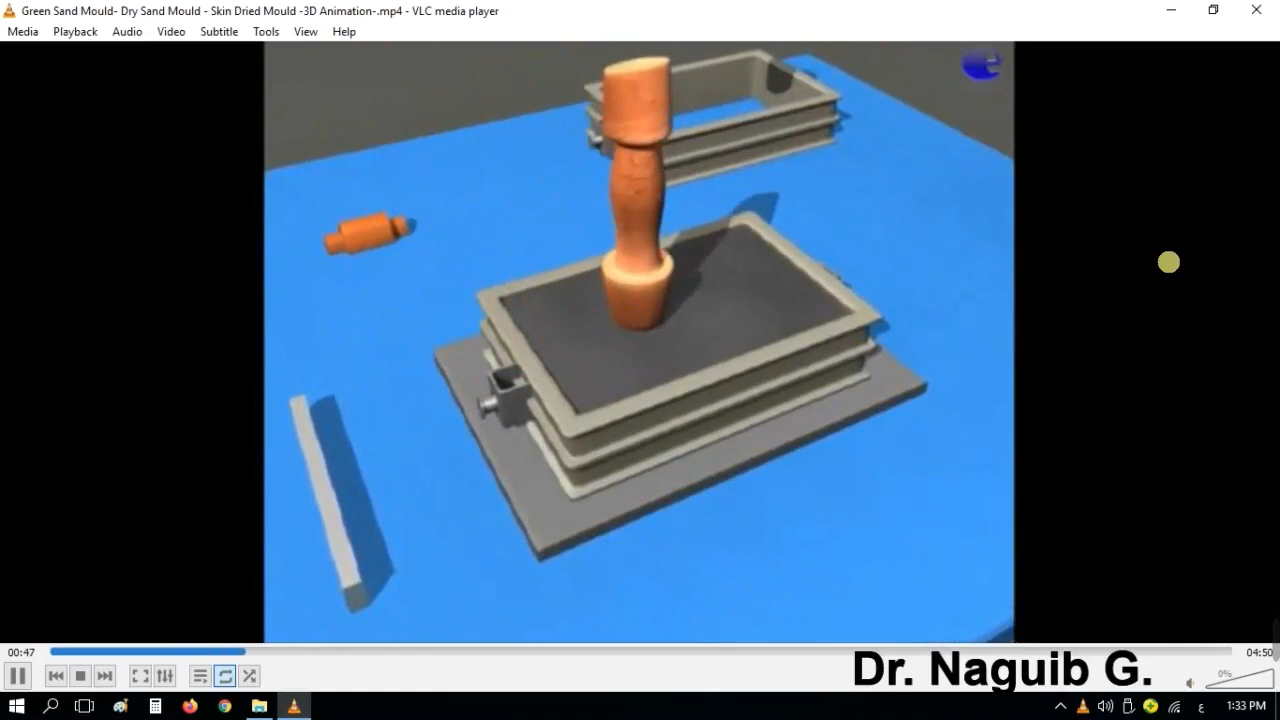 Green Sand Mould- Dry Sand Mould - Skin Dried Mould -3D Animation-.mp4 - VLC media player
Media Playback Audio Video Subtitle Tools View Help
00:47
04:50
Dr. Naguib G.
0%
ع
1:33 PM